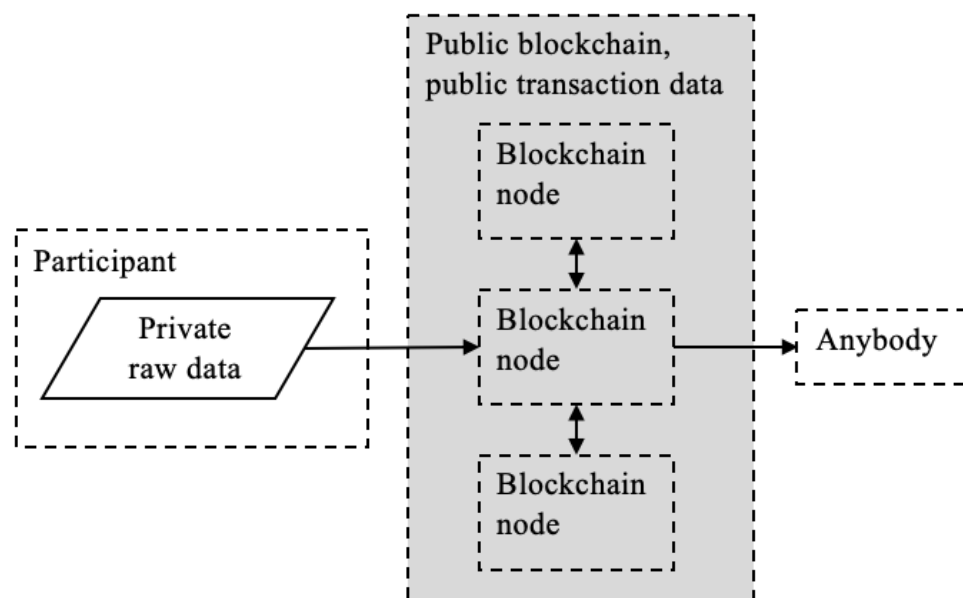 Public blockchain,
public transaction data
Blockchain
node
Participant
Private
raw data
Blockchain
node
Anybody
Blockchain
node